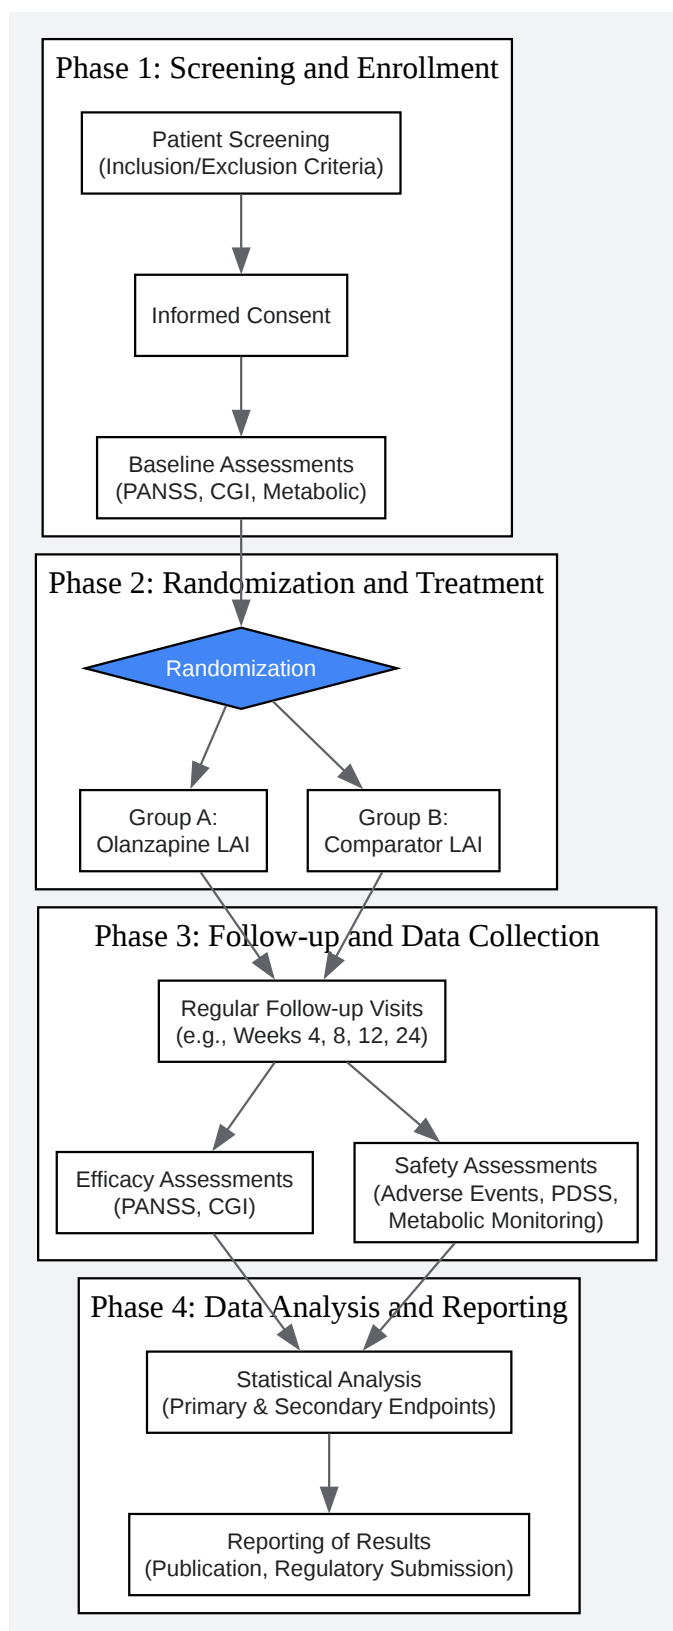 Phase 1: Screening and Enrollment
Patient Screening
(Inclusion/Exclusion Criteria)
Informed Consent
Baseline Assessments
(PANSS, CGI, Metabolic)
Phase 2: Randomization and Treatment
Randomization
Group A:
Olanzapine LAI
Group B:
Comparator LAI
Phase 3: Follow-up and Data Collection
Regular Follow-up Visits
(e.g., Weeks 4, 8, 12, 24)
Efficacy Assessments
(PANSS, CGI)
Safety Assessments
(Adverse Events, PDSS,
Metabolic Monitoring)
Phase 4: Data Analysis and Reporting
Statistical Analysis
(Primary & Secondary Endpoints)
Reporting of Results
(Publication, Regulatory Submission)